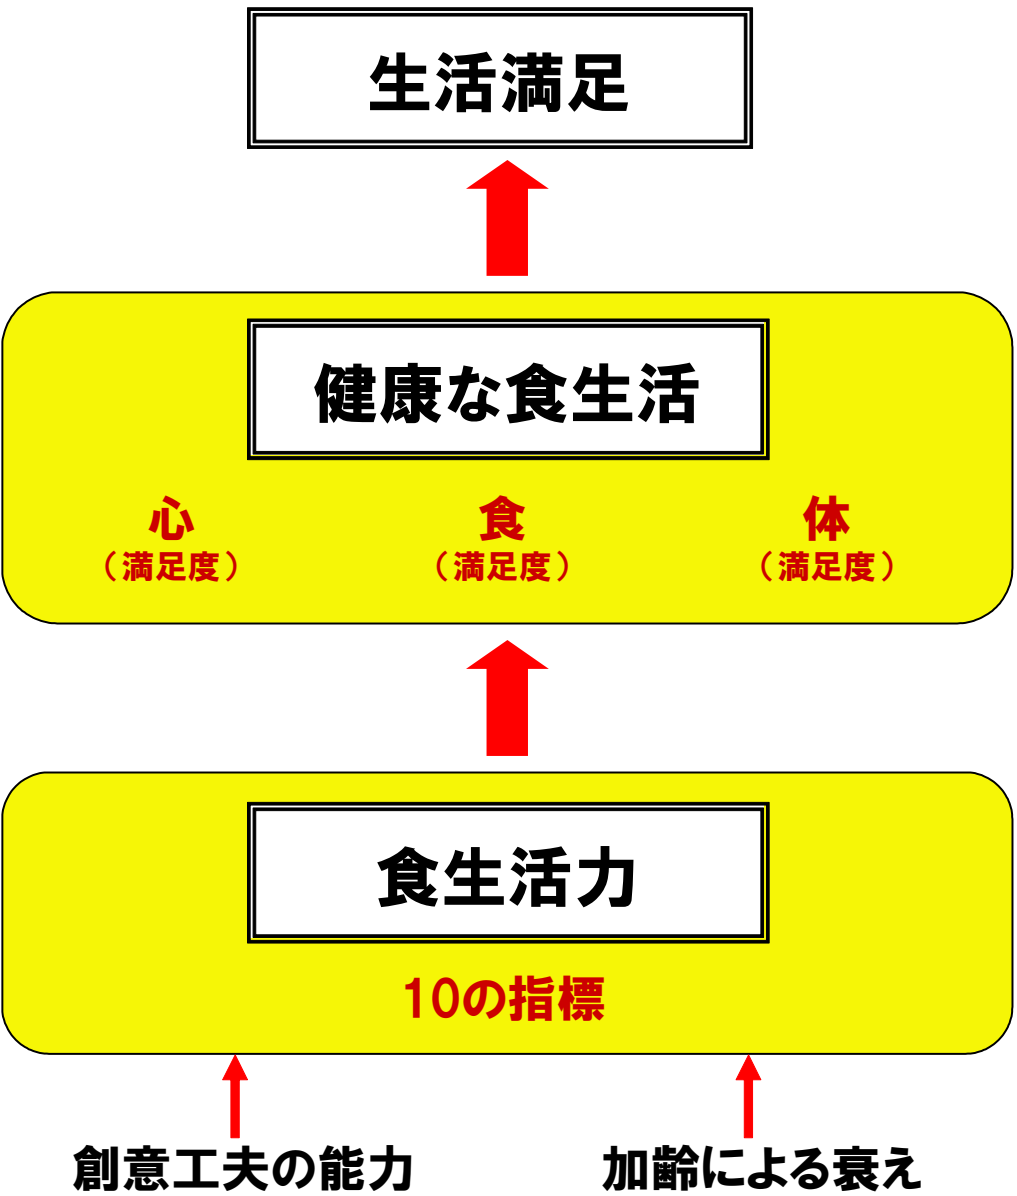 生活満足
健康な食生活
心 食 体
（満足度） （満足度） （満足度）
食生活力
10の指標
創意工夫の能力 加齢による衰え